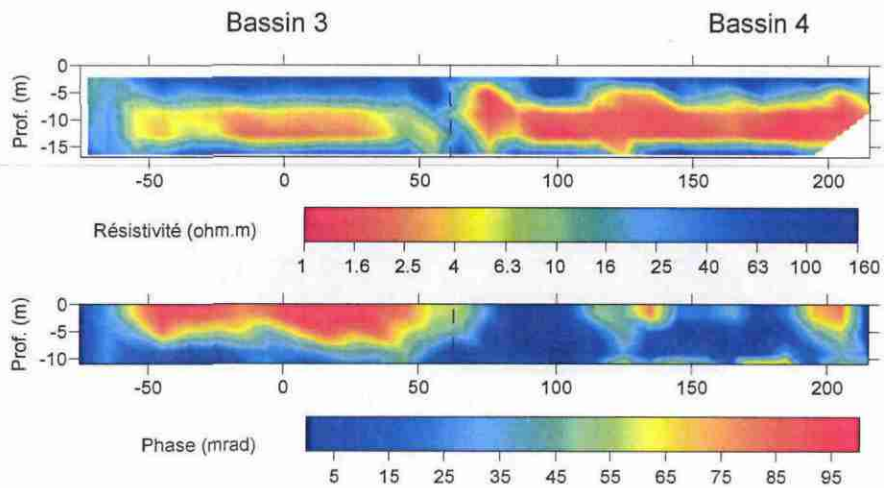 Bassin 3 Bassin 4
0
-5
-10
-15
Prof. (m)
-50 0 50 100 150 200
Résistivité (ohm.m)
1 1.6 2.5 4 6.3 10 16 25 40 63 100 160
0
-5
-10
Prof. (m)
-50 0 50 100 150 200
Phase (mrad)
5 15 25 35 45 55 65 75 85 95